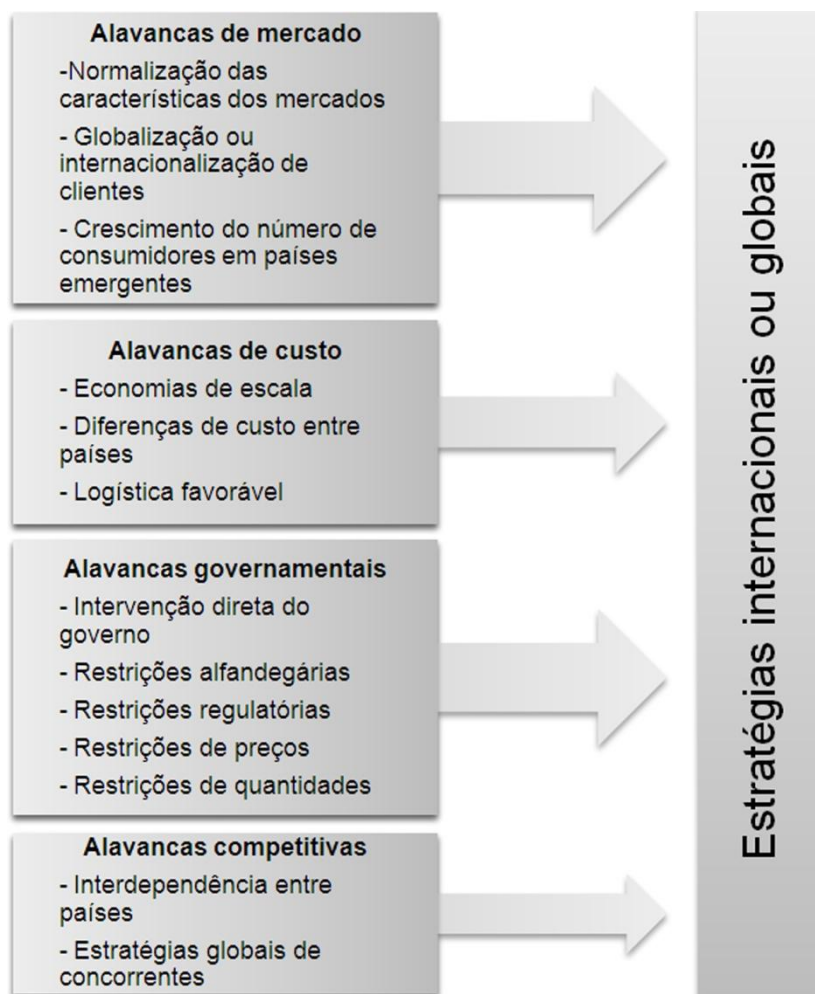 Alavancas de mercado
-Normalização das
características dos mercados
- Globalização ou
internacionalização de
clientes
- Crescimento do número de
consumidores em países
emergentes
Alavancas de custo
- Economias de escala
- Diferenças de custo entre
países
- Logística favorável
Alavancas governamentais
- Intervenção direta do
governo
- Restrições alfandegárias
- Restrições regulatórias
- Restrições de preços
- Restrições de quantidades
Alavancas competitivas
- Interdependência entre
países
- Estratégias globais de
concorrentes
Estratégias internacionais ou globais